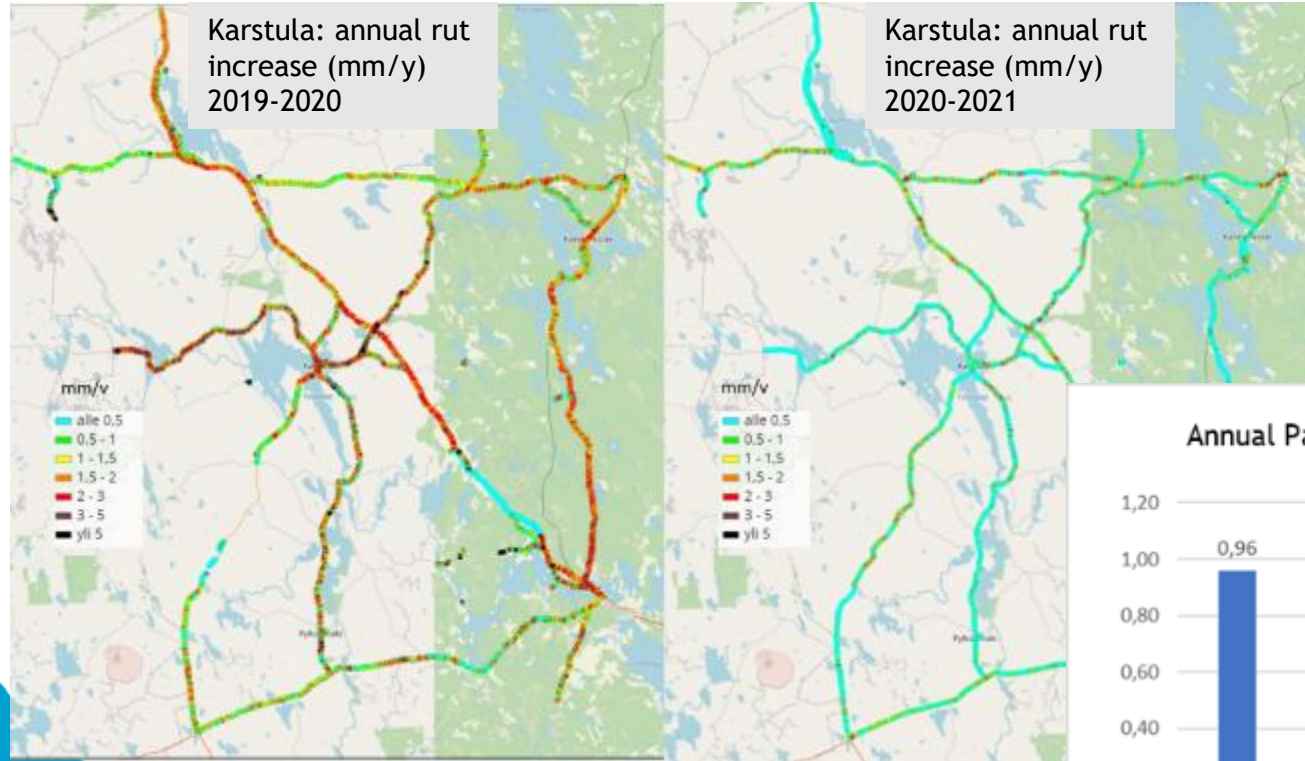 Karstula: annual rut
increase (mm/y)
2019-2020
mm/v
alle 0,5
0.5 - 1
1 - 1,5
1.5 - 2
2 - 3
3 - 5
yli 5
Karstula: annual rut
increase (mm/y)
2020-2021
mm/v
alle 0.5
0.5 - 1
1 - 1,5
1.5 - 2
2 - 3
3 - 5
yli 5
Annual Pa
1,20
1,00
0,96
0,80
0,60
0,40